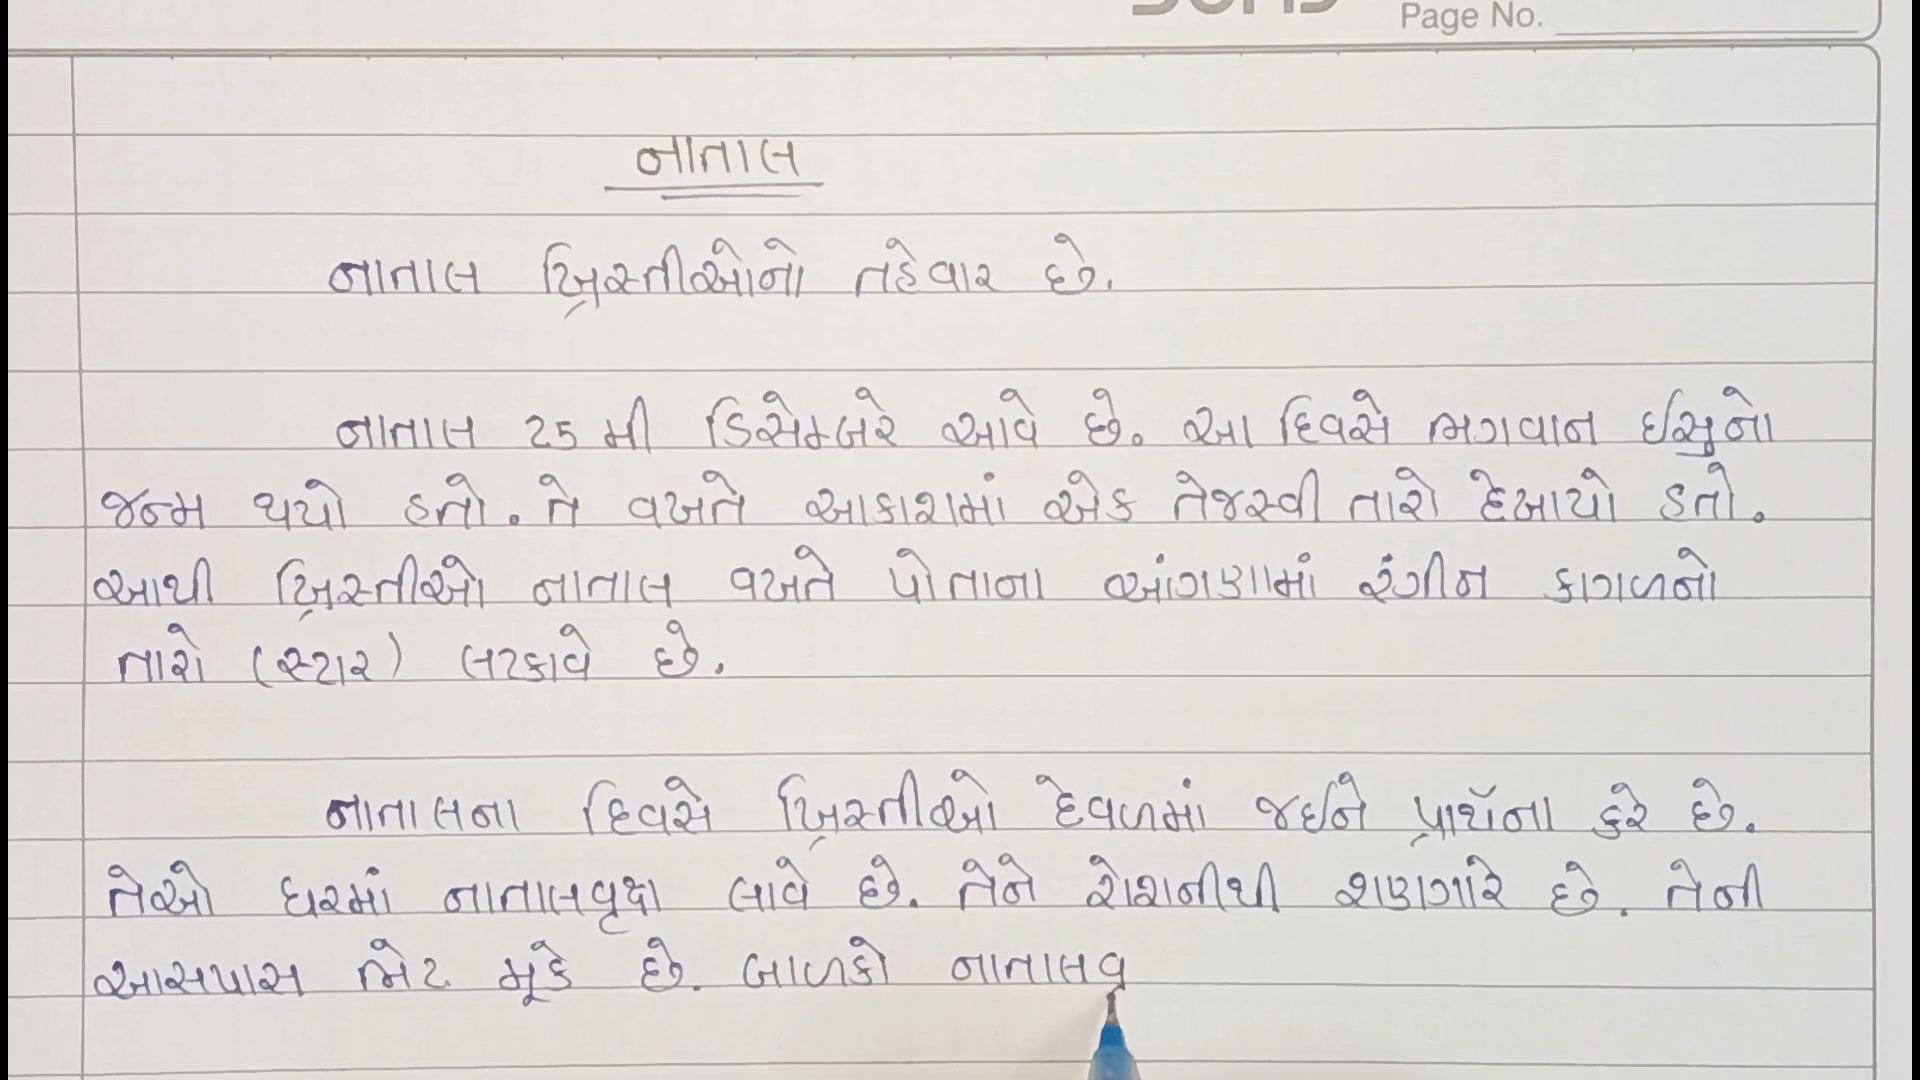 Page No.
નાતાલ
નાતાલ ખ્રિસ્તીઓનો તહેવાર છે.
નાતાલ 25 મી ડિસેમ્બરે આવે છે. આ દિવસે ભગવાન ઈસુનો
જન્મ થયો હતો. તે વખતે આકાશમાં એક તેજસ્વી તારો દેખાયો હતો.
આથી ખ્રિસ્તીઓ નાતાલ વખતે પોતાના આંગણામાં રંગીન કાગળનો
તારો (સ્ટાર) લટકાવે છે.
નાતાલના દિવસે ખ્રિસ્તીઓ દેવળમાં જઈને પ્રાર્થના કરે છે.
તેઓ ઘરમાં નાતાલવૃક્ષ લાવે છે. તેને રોશનીથી શણગારે છે. તેની
આસપાસ ભેટ મૂકે છે. બાળકો નાતાલવૃ